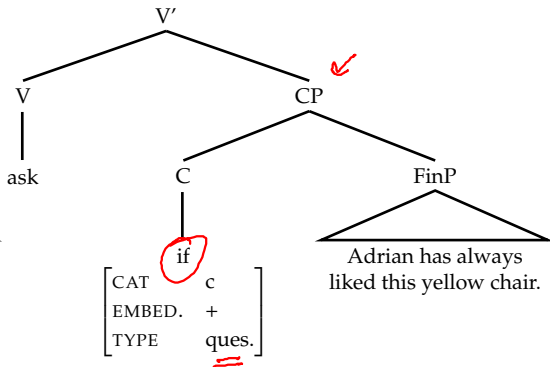 V′
V CP
ask C FinP
if Adrian has always
liked this yellow chair.
CAT c
EMBED. +
TYPE ques.